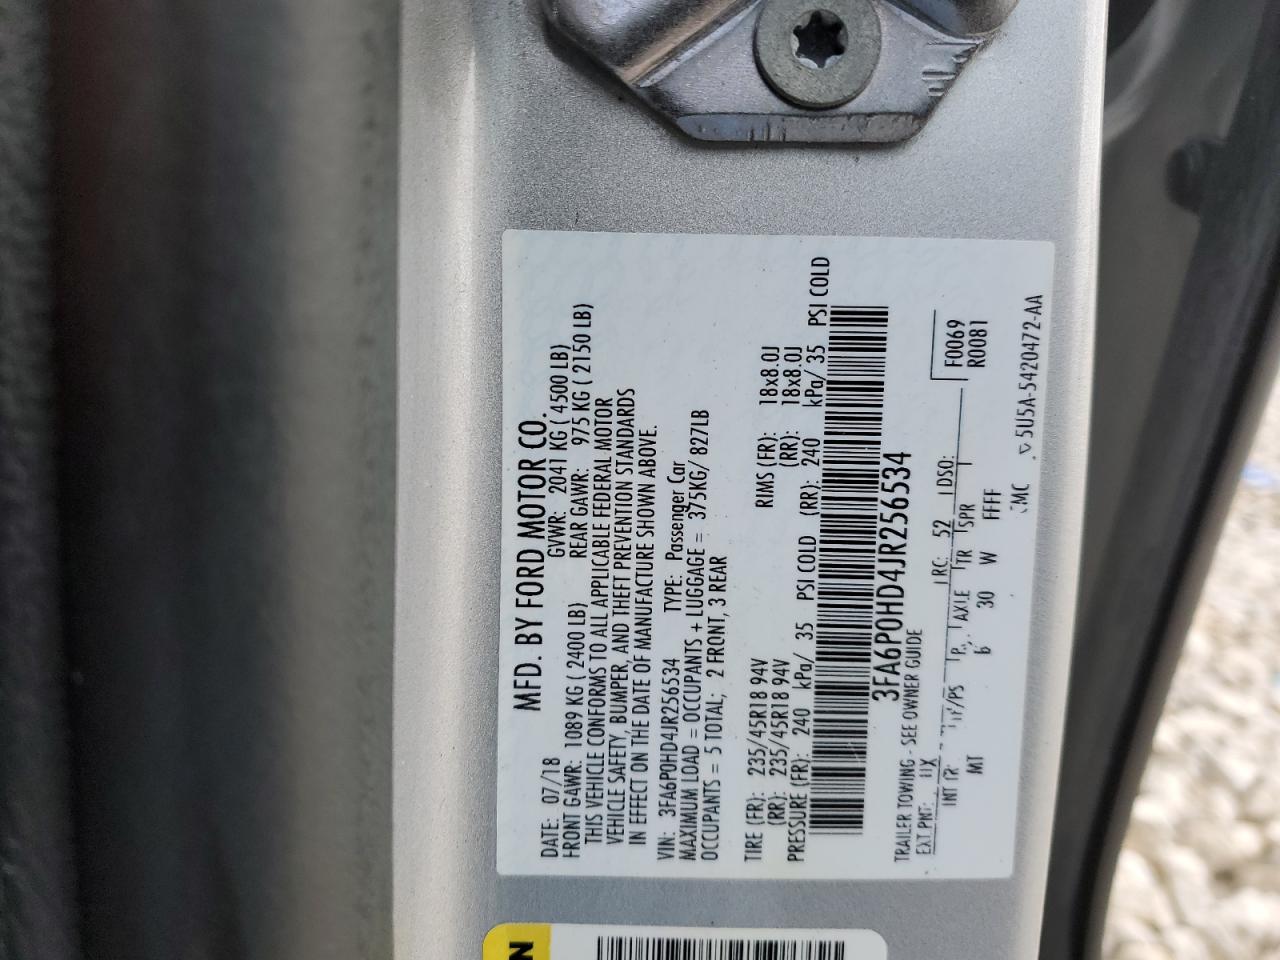 MFD. BY FORD MOTOR CO.
DATE: 07/18 GVWR: 2041 KG ( 4500 LB)
FRONT GAWR: 1089 KG ( 2400 LB) REAR GAWR: 975 KG ( 2150 LB)
THIS VEHICLE CONFORMS TO ALL APPLICABLE FEDERAL MOTOR
VEHICLE SAFETY, BUMPER, AND THEFT PREVENTION STANDARDS
IN EFFECT ON THE DATE OF MANUFACTURE SHOWN ABOVE.
VIN: 3FA6P0HD4JR256534 TYPE: Passenger Car
MAXIMUM LOAD = OCCUPANTS + LUGGAGE = 375KG/ 827LB
OCCUPANTS = 5 TOTAL; 2 FRONT, 3 REAR
TIRE (FR): 235/45R18 94V RIMS (FR): 18x8.0J
(RR): 235/45R18 94V (RR): 18x8.0J
PRESSURE (FR): 240 kPa/ 35 PSI COLD (RR): 240 kPa/ 35 PSI COLD
3FA6P0HD4JR256534
TRAILER TOWING - SEE OWNER GUIDE
EXT PNT: UX RC: 52 DSO:
F0069
R0081
INT TR /PS AXLE TR SPR
MT 6 30 W FFFF
5U5A-5420472-AA